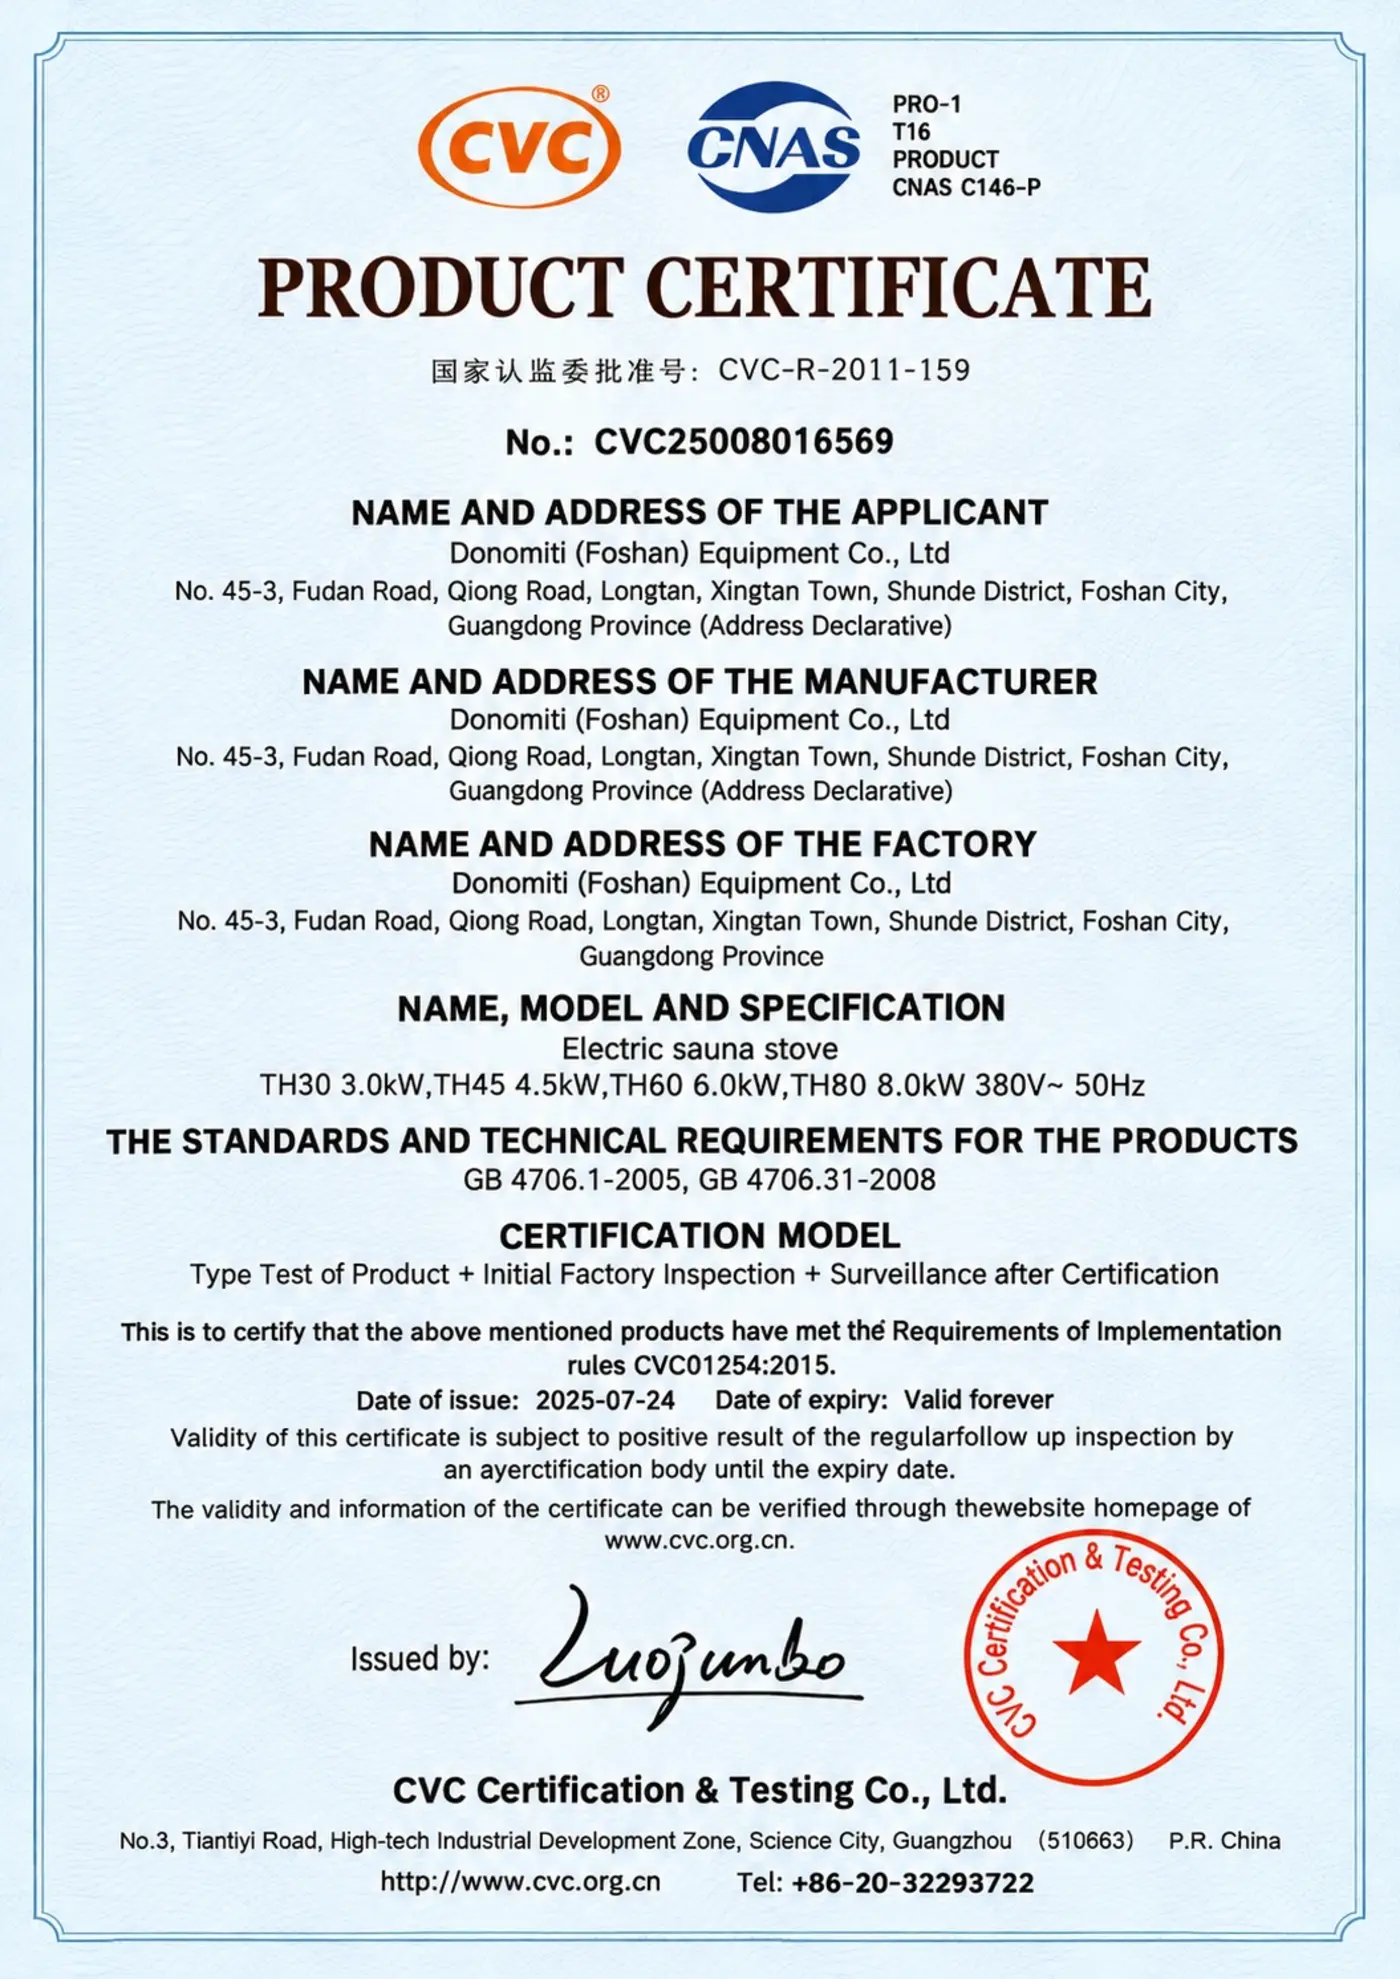 CVC®
CNAS
PRO-1
T16
PRODUCT
CNAS C146-P
PRODUCT CERTIFICATE
国家认监委批准号: CVC-R-2011-159
No.: CVC25008016569
NAME AND ADDRESS OF THE APPLICANT
Donomiti (Foshan) Equipment Co., Ltd
No. 45-3, Fudan Road, Qiong Road, Longtan, Xingtan Town, Shunde District, Foshan City,
Guangdong Province (Address Declarative)
NAME AND ADDRESS OF THE MANUFACTURER
Donomiti (Foshan) Equipment Co., Ltd
No. 45-3, Fudan Road, Qiong Road, Longtan, Xingtan Town, Shunde District, Foshan City,
Guangdong Province (Address Declarative)
NAME AND ADDRESS OF THE FACTORY
Donomiti (Foshan) Equipment Co., Ltd
No. 45-3, Fudan Road, Qiong Road, Longtan, Xingtan Town, Shunde District, Foshan City,
Guangdong Province
NAME, MODEL AND SPECIFICATION
Electric sauna stove
TH30 3.0kW,TH45 4.5kW,TH60 6.0kW,TH80 8.0kW 380V~ 50Hz
THE STANDARDS AND TECHNICAL REQUIREMENTS FOR THE PRODUCTS
GB 4706.1-2005, GB 4706.31-2008
CERTIFICATION MODEL
Type Test of Product + Initial Factory Inspection + Surveillance after Certification
This is to certify that the above mentioned products have met the Requirements of Implementation
rules CVC01254:2015.
Date of issue: 2025-07-24 Date of expiry: Valid forever
Validity of this certificate is subject to positive result of the regularfollow up inspection by
an ayerctification body until the expiry date.
The validity and information of the certificate can be verified through thewebsite homepage of
www.cvc.org.cn.
Issued by: Luojunbo
CVC Certification & Testing Co., Ltd.
CVC Certification & Testing Co., Ltd.
No.3, Tiantiyi Road, High-tech Industrial Development Zone, Science City, Guangzhou （510663） P.R. China
http://www.cvc.org.cn Tel: +86-20-32293722